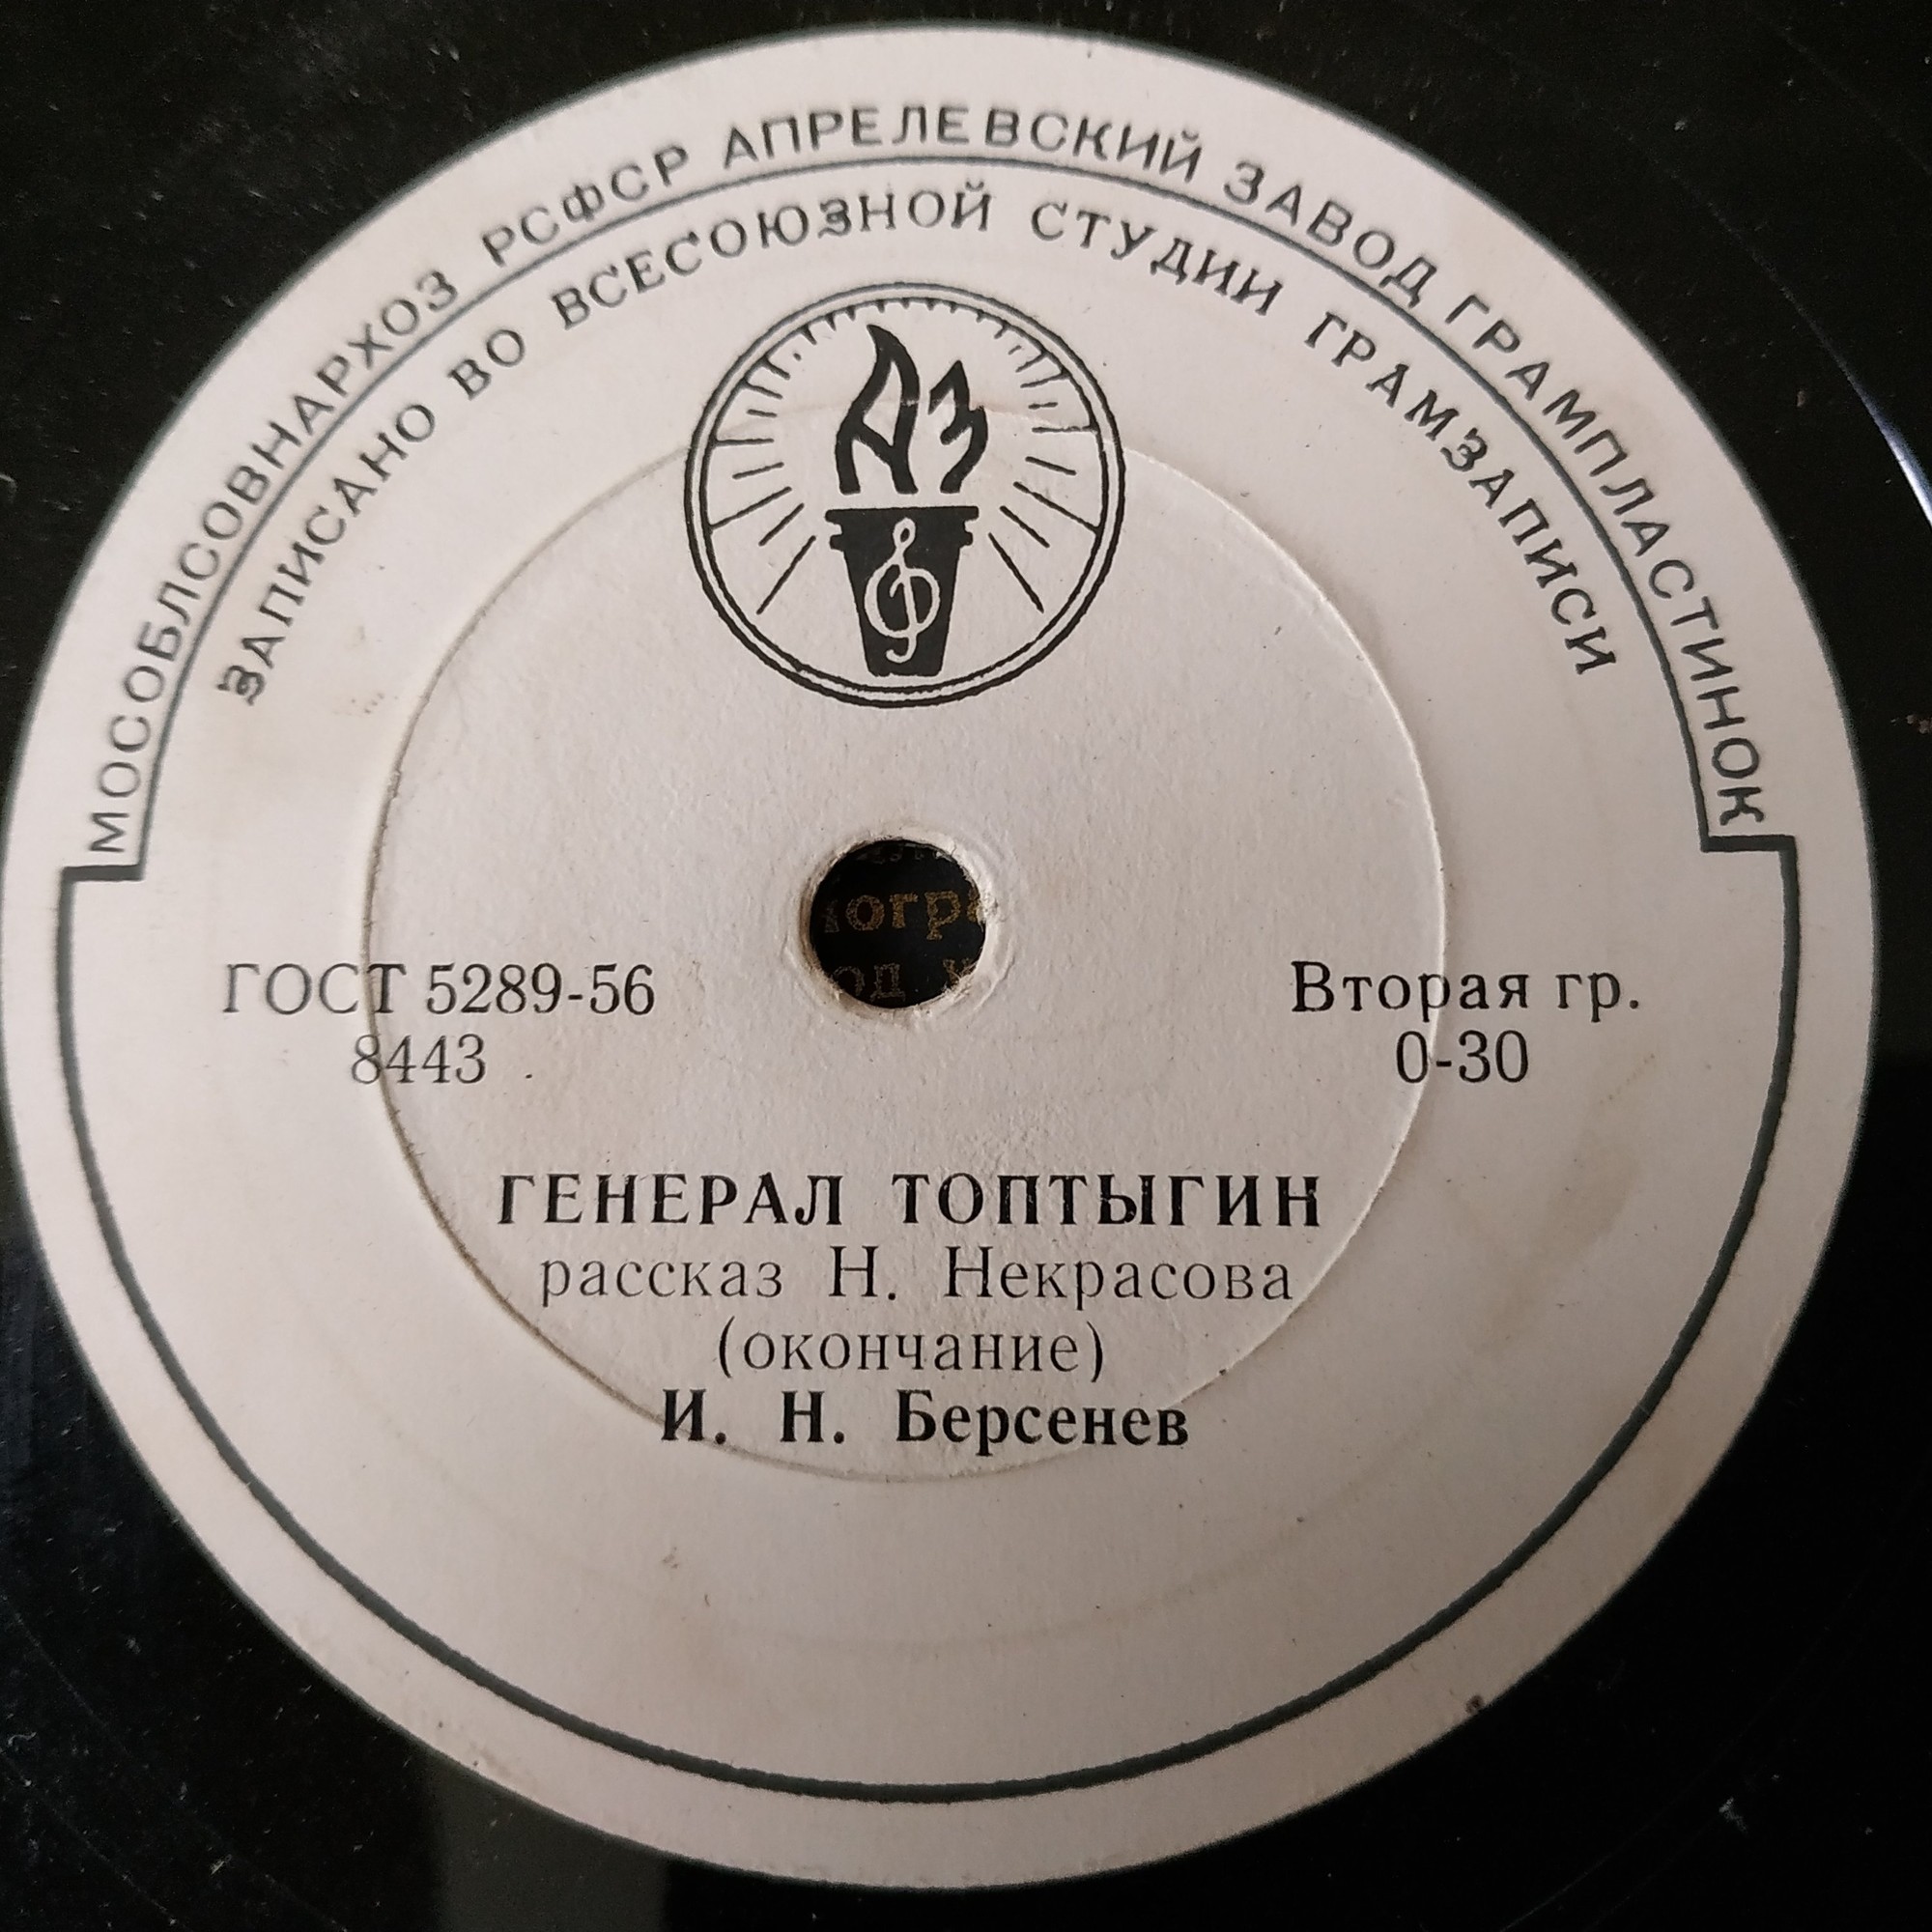 МОСОБЛСОВНАРХОЗ РСФСР АПРЕЛЕВСКИЙ ЗАВОД ГРАМПЛАСТИНОК
ЗАПИСАНО ВО ВСЕСОЮЗНОЙ СТУДИИ ГРАМЗАПИСИ
АЗ
ГОСТ 5289-56
8443
Вторая гр.
0-30
ГЕНЕРАЛ ТОПТЫГИН
рассказ Н. Некрасова
(окончание)
И. Н. Берсенев